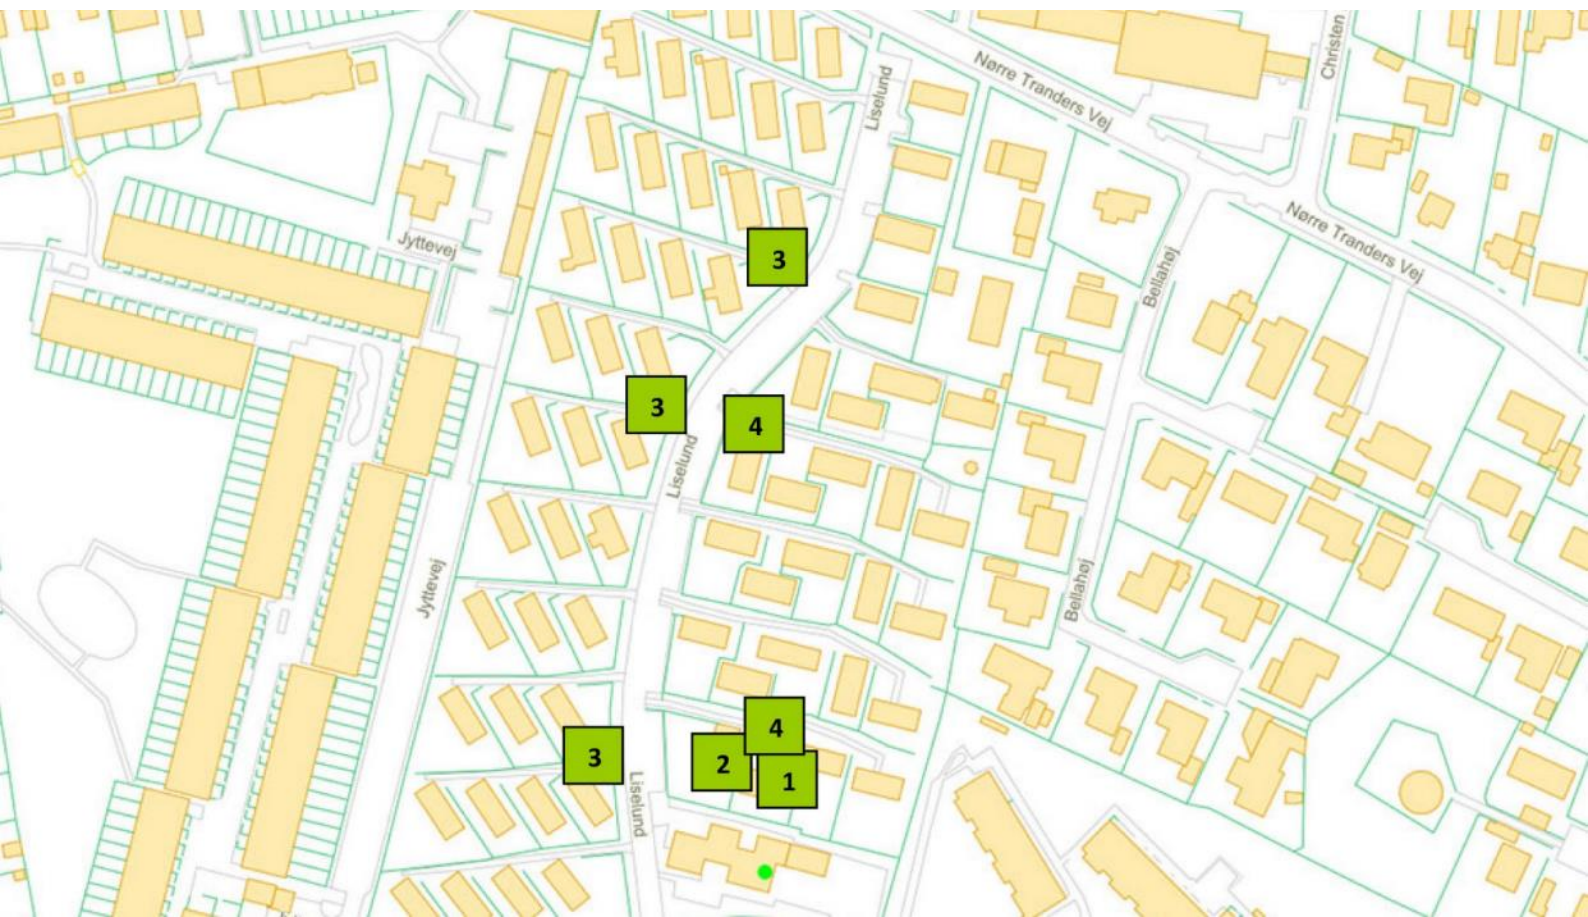 Christen
Nørre Tranders Vej
Liselund
Nørre Tranders Vej
Jyttevej
Bellahøj
3
3
4
Liselund
Jyttevej
Bellahøj
4
3
2
1
Liselund